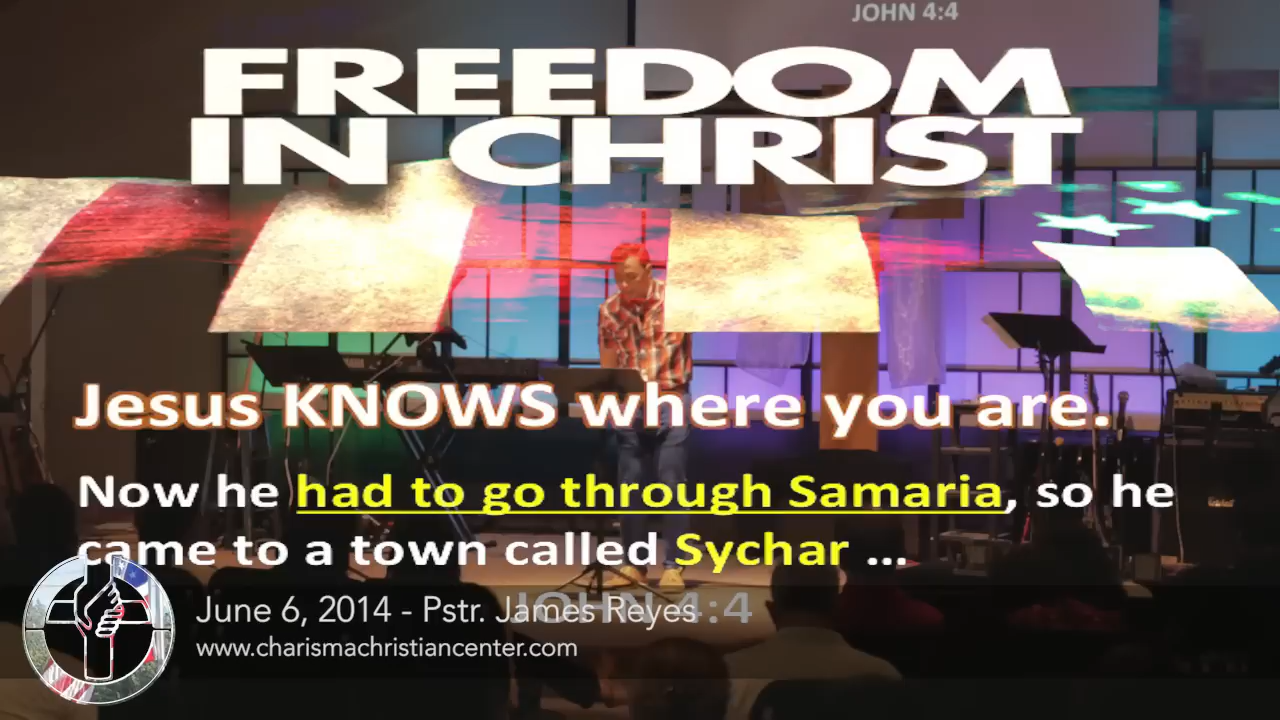 JOHN 4:4
FREEDOM
IN CHRIST
Jesus KNOWS where you are.
Now he had to go through Samaria, so he
came to a town called Sychar ...
JOHN 4:4
June 6, 2014 - Pstr. James Reyes
www.charismachristiancenter.com